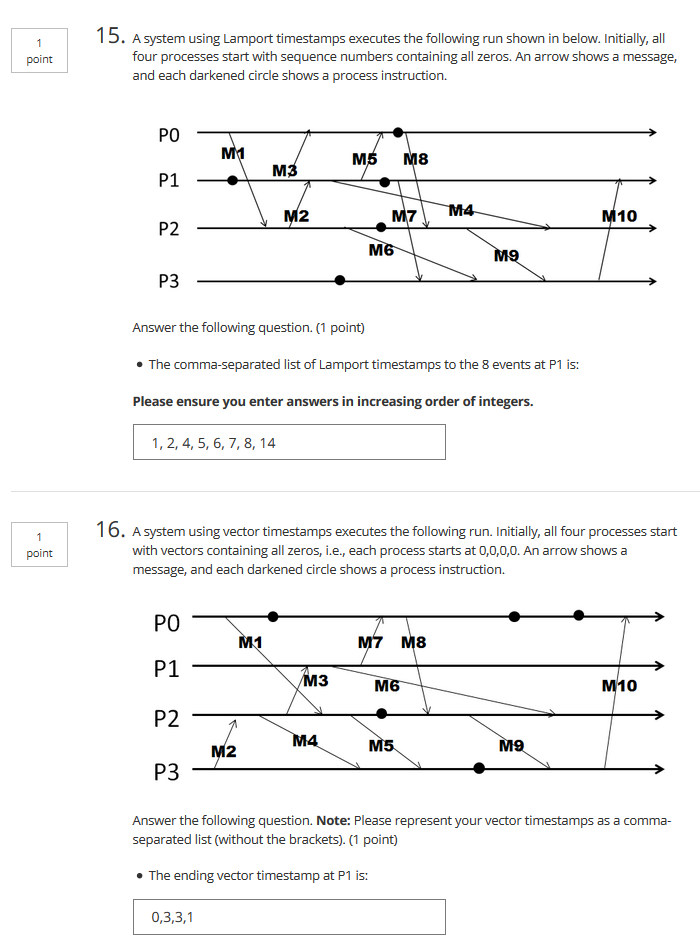 1
point
15. A system using Lamport timestamps executes the following run shown in below. Initially, all
four processes start with sequence numbers containing all zeros. An arrow shows a message,
and each darkened circle shows a process instruction.
P0
M1 M3 M5 M8
P1
M2 M7 M4 M10
P2
M6 M9
P3
Answer the following question. (1 point)
• The comma-separated list of Lamport timestamps to the 8 events at P1 is:
Please ensure you enter answers in increasing order of integers.
1, 2, 4, 5, 6, 7, 8, 14
1
point
16. A system using vector timestamps executes the following run. Initially, all four processes start
with vectors containing all zeros, i.e., each process starts at 0,0,0,0. An arrow shows a
message, and each darkened circle shows a process instruction.
P0
M1 M7 M8
P1
M3 M6 M10
P2
M2 M4 M5 M9
P3
Answer the following question. Note: Please represent your vector timestamps as a comma-
separated list (without the brackets). (1 point)
• The ending vector timestamp at P1 is:
0,3,3,1